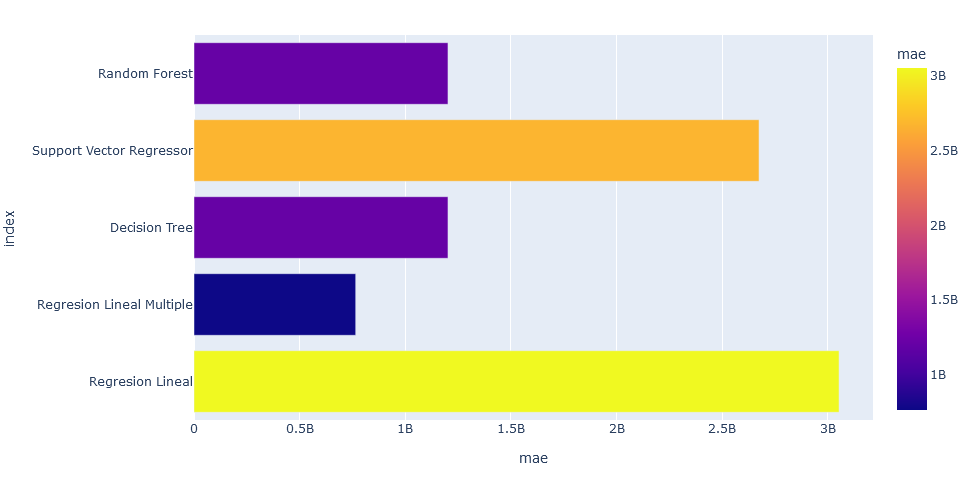 mae
Random Forest
Support Vector Regressor
Decision Tree
Regresion Lineal Multiple
Regresion Lineal
index
0
0.5B
1B
1.5B
2B
2.5B
3B
mae
3B
2.5B
2B
1.5B
1B